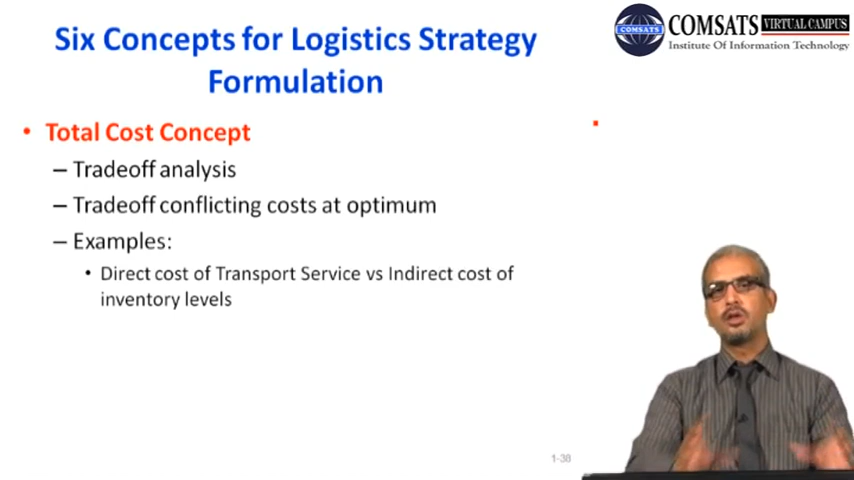 Six Concepts for Logistics Strategy
Formulation
• Total Cost Concept
– Tradeoff analysis
– Tradeoff conflicting costs at optimum
– Examples:
• Direct cost of Transport Service vs Indirect cost of
inventory levels
COMSATS
COMSATS VIRTUAL CAMPUS
Institute Of Information Technology
1-38